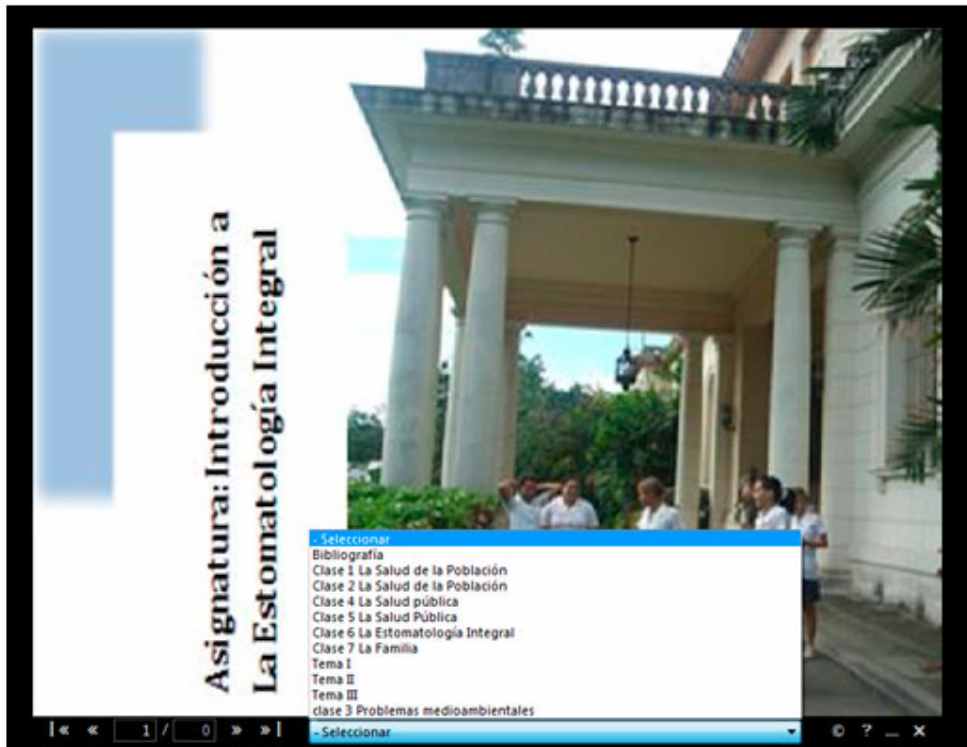 Asignatura: Introducción a
La Estomatología Integral
- Seleccionar
Bibliografía
Clase 1 La Salud de la Población
Clase 2 La Salud de la Población
Clase 4 La Salud pública
Clase 5 La Salud Pública
Clase 6 La Estomatología Integral
Clase 7 La Familia
Tema I
Tema II
Tema III
clase 3 Problemas medioambientales
|« « 1 / 0 » »| - Seleccionar © ? _ X